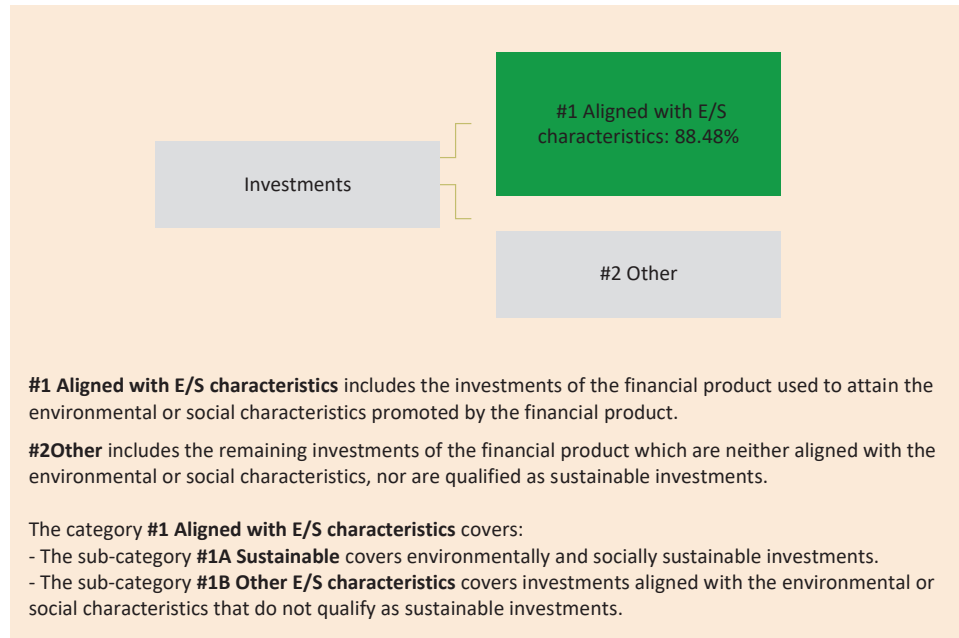 #1 Aligned with E/S
characteristics: 88.48%
Investments
#2 Other
#1 Aligned with E/S characteristics includes the investments of the financial product used to attain the
environmental or social characteristics promoted by the financial product.
#2Other includes the remaining investments of the financial product which are neither aligned with the
environmental or social characteristics, nor are qualified as sustainable investments.
The category #1 Aligned with E/S characteristics covers:
- The sub-category #1A Sustainable covers environmentally and socially sustainable investments.
- The sub-category #1B Other E/S characteristics covers investments aligned with the environmental or
social characteristics that do not qualify as sustainable investments.